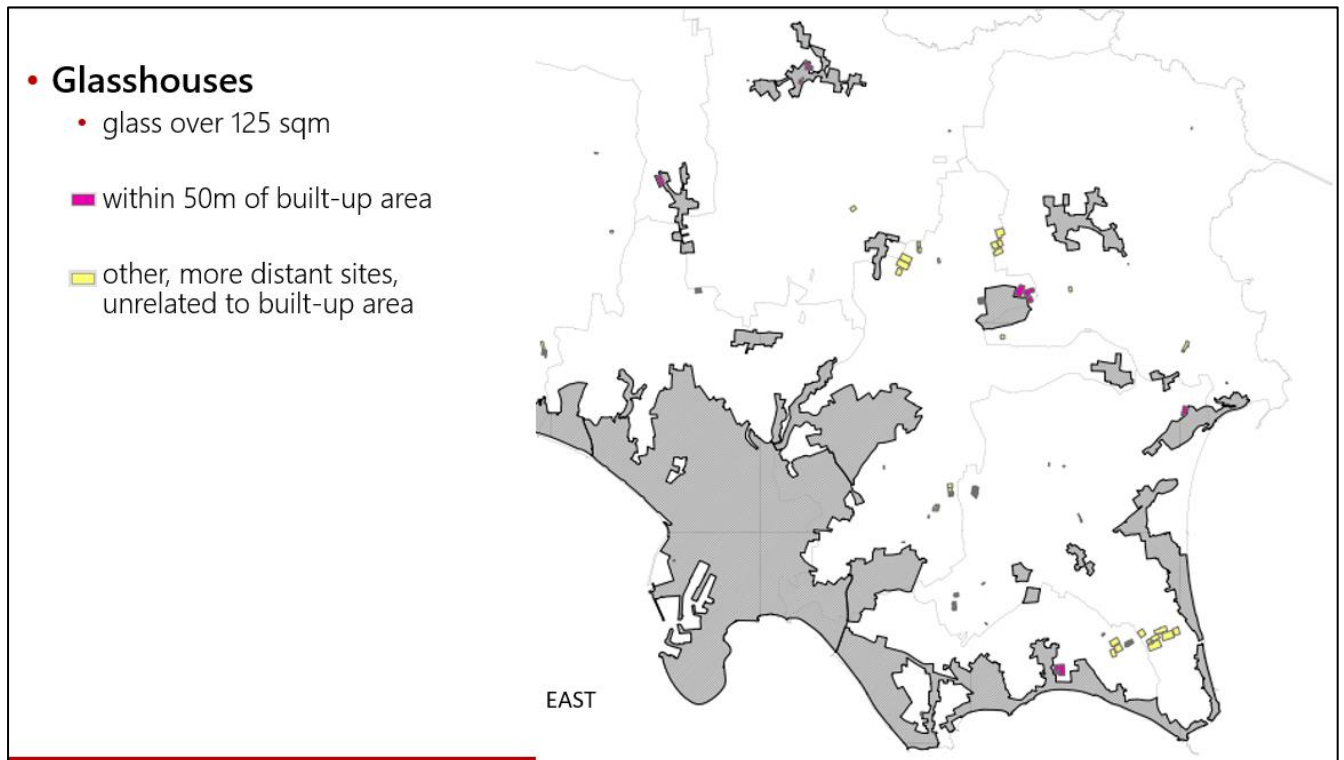 Glasshouses
glass over 125 sqm
within 50m of built-up area
other, more distant sites,
unrelated to built-up area
EAST